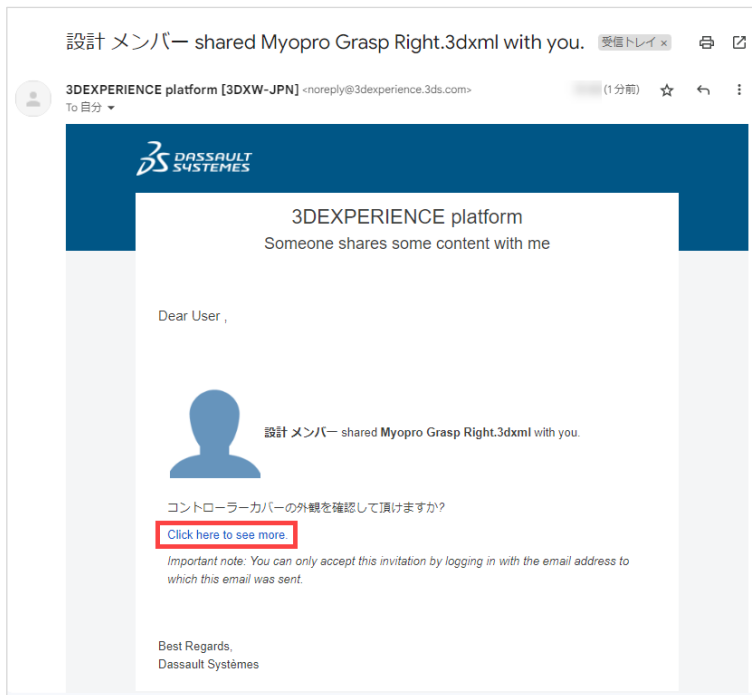 設計 メンバー shared Myopro Grasp Right.3dxml with you. 受信トレイ ×
3DEXPERIENCE platform [3DXW-JPN] <noreply@3dexperience.3ds.com> (1 分前)
To 自分
DASSAULT
SYSTEMES
3DEXPERIENCE platform
Someone shares some content with me
Dear User ,
設計 メンバー shared Myopro Grasp Right.3dxml with you.
コントローラーカバーの外観を確認して頂けますか?
Click here to see more.
Important note: You can only accept this invitation by logging in with the email address to
which this email was sent.
Best Regards,
Dassault Systèmes